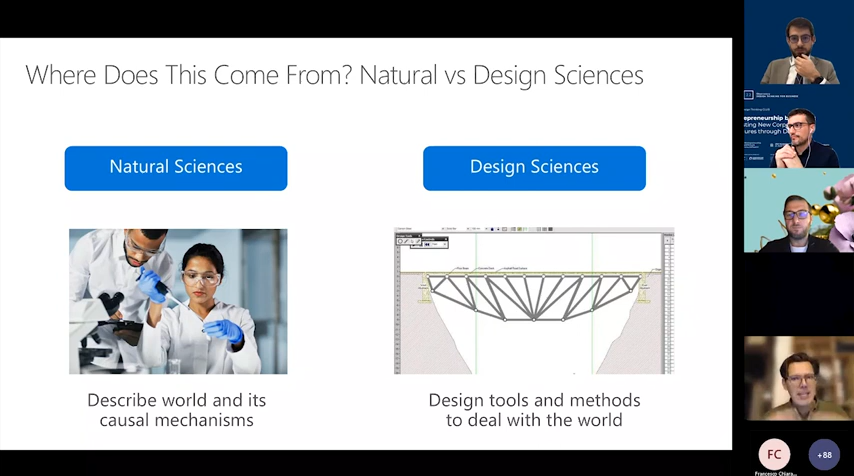 Where Does This Come From? Natural vs Design Sciences
Natural Sciences
Design Sciences
Describe world and its
causal mechanisms
Design tools and methods
to deal with the world
FC
+88